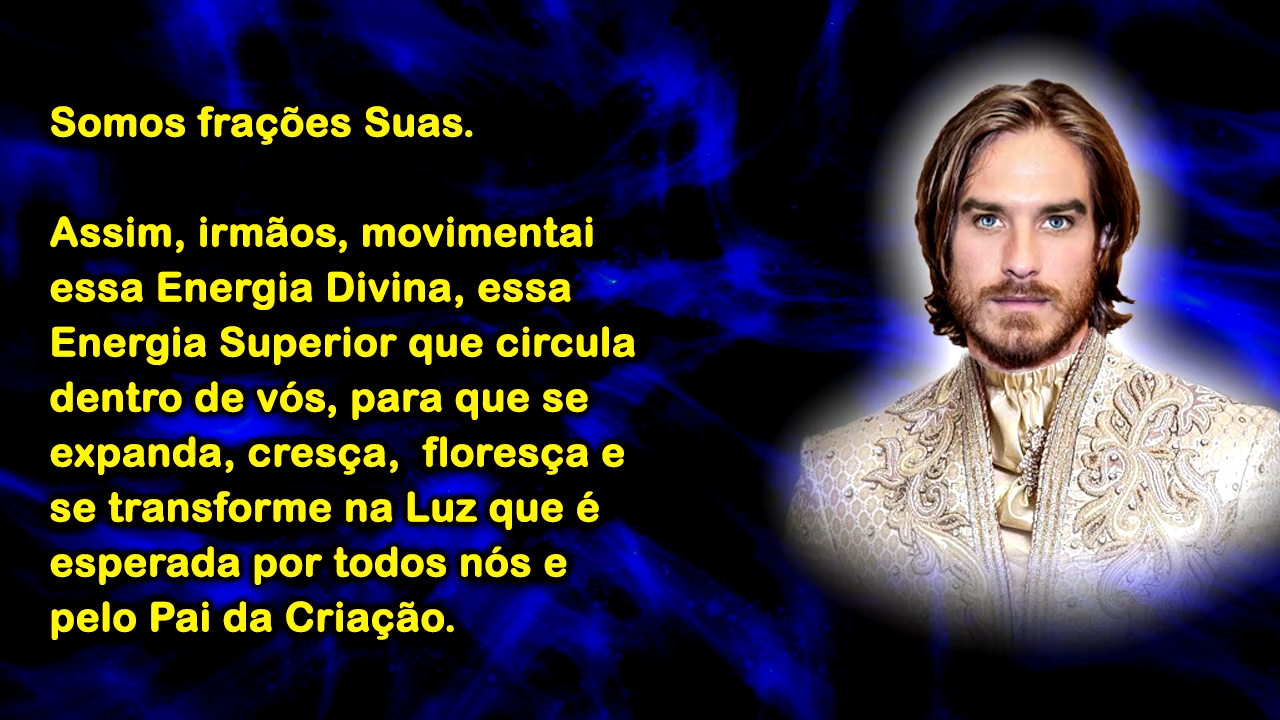 Somos frações Suas.
Assim, irmãos, movimentai
essa Energia Divina, essa
Energia Superior que circula
dentro de vós, para que se
expanda, cresça,  floresça e
se transforme na Luz que é
esperada por todos nós e
pelo Pai da Criação.